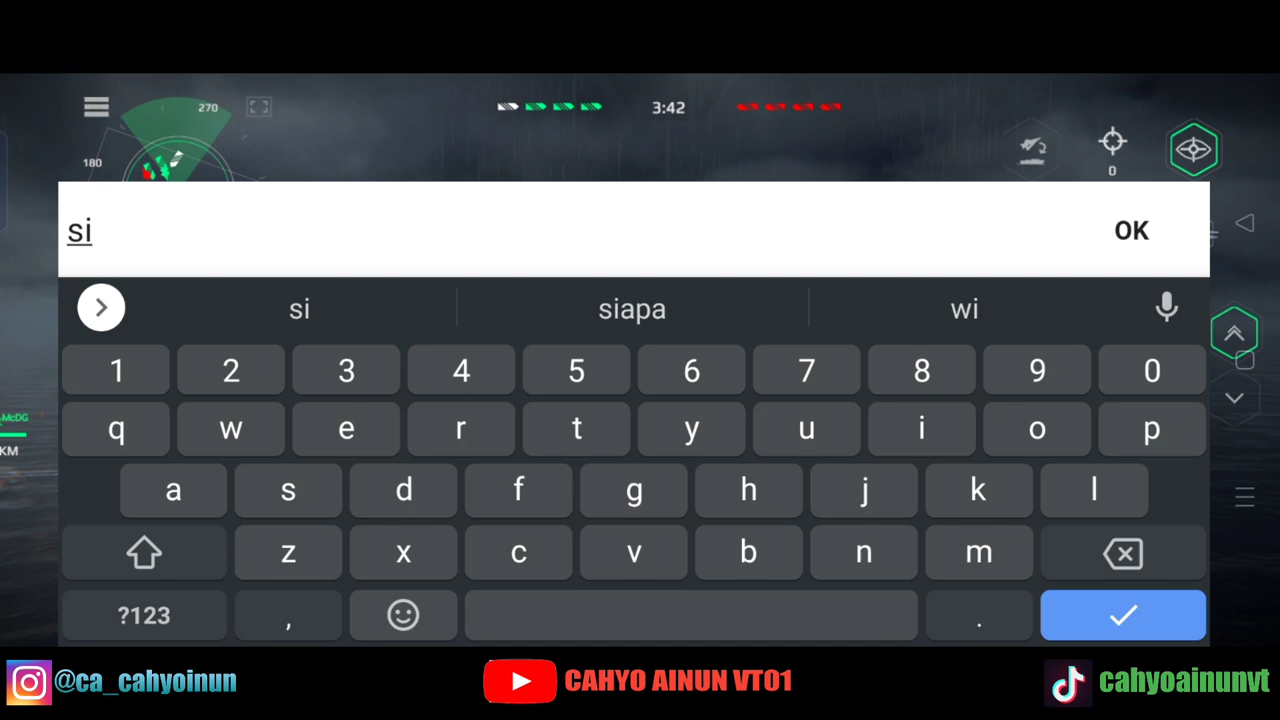 270
3:42
180
0
si
OK
si
siapa
wi
1 2 3 4 5 6 7 8 9 0
McDG
q w e r t y u i o p
KM
a s d f g h j k l
z x c v b n m
?123 , .
@ca_cahyoinun
CAHYO AINUN VT01
cahyoainunvt